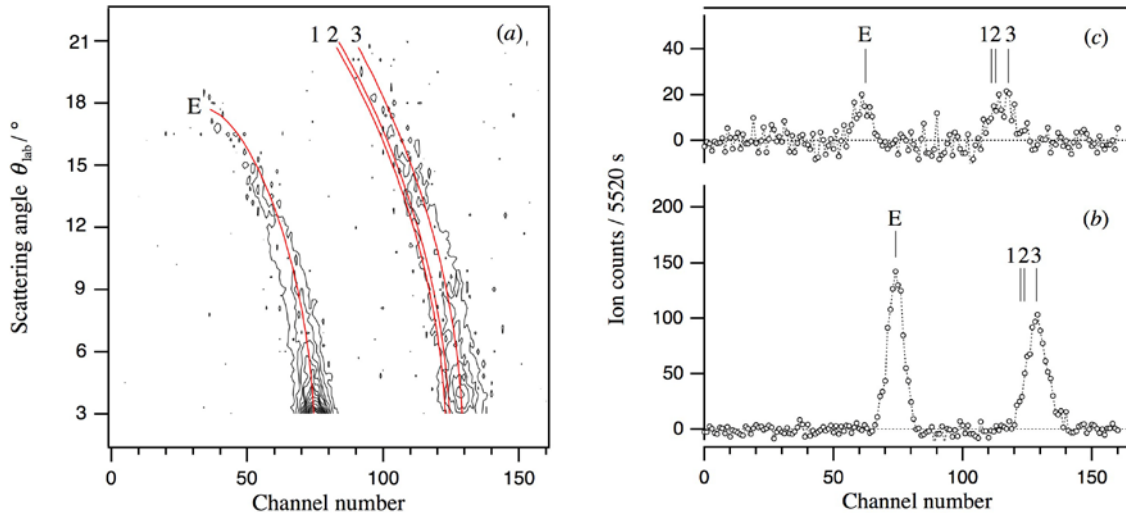 (a)
21
18
15
12
9
6
3
Scattering angle θlab/ °
1 2 3
E
0 50 100 150
Channel number
(c)
40
20
0
E
12 3
(b)
200
150
100
50
0
Ion counts / 5520 s
E
123
0 50 100 150
Channel number